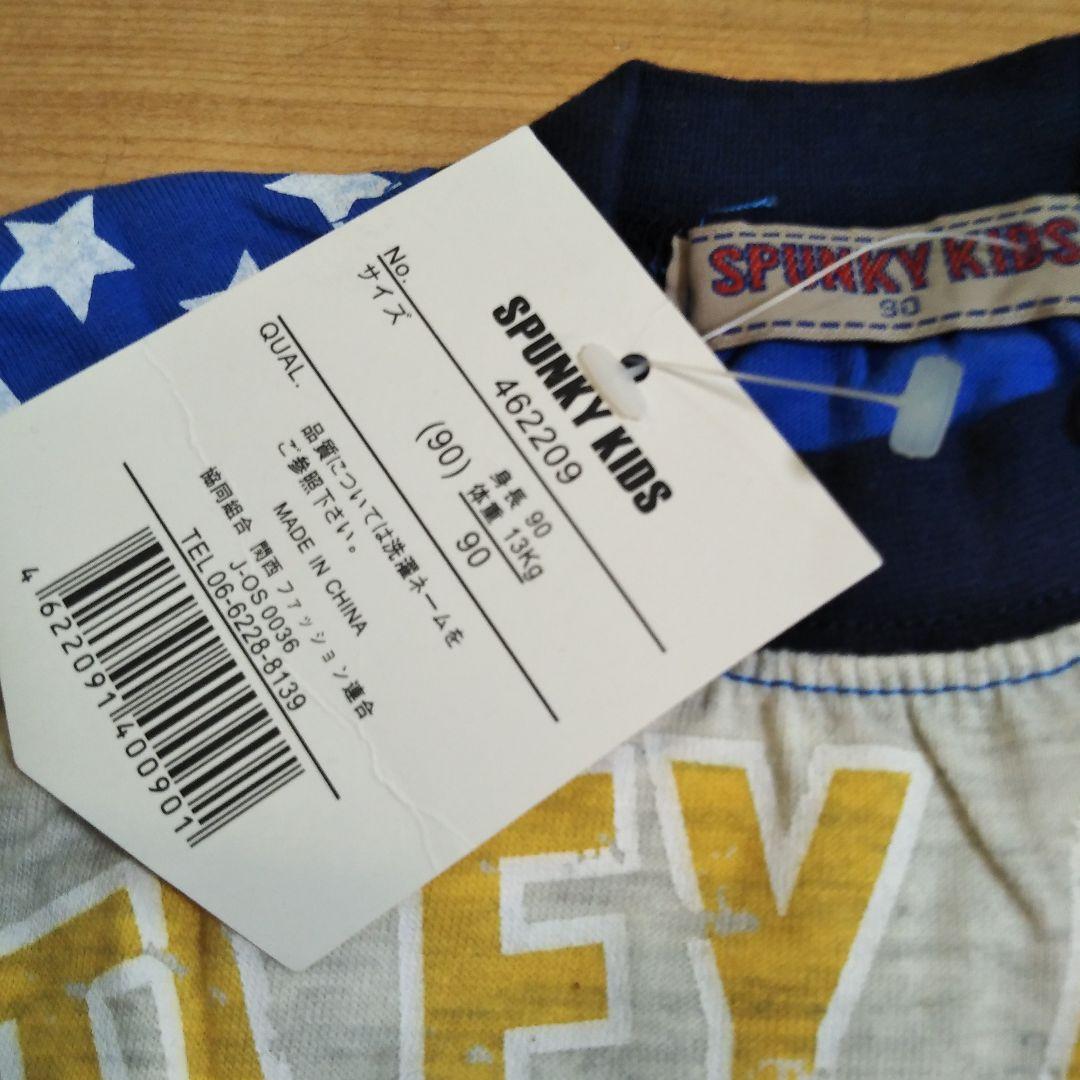 SPUNKY KIDS
No. 462209
サイズ (90) 身長 90
体重 13Kg
90
QUAL. 品質については洗濯ネームを
ご参照下さい。
MADE IN CHINA
協同組合 関西ファッション連合
J-OS 0036
TEL.06-6228-8139
4622091400901
SPUNKY KIDS
90
EY